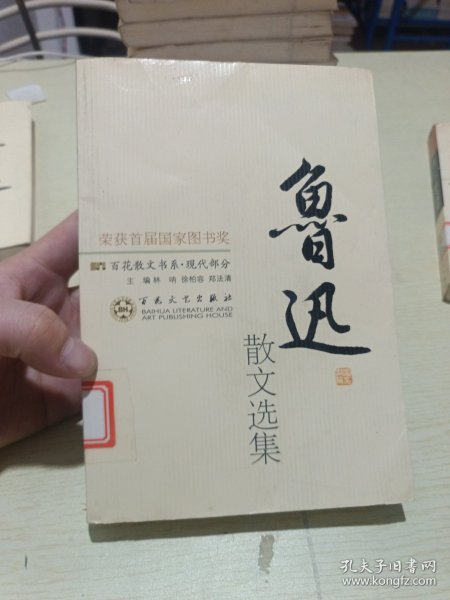 鲁迅
散文选集
荣获首届国家图书奖
百花散文书系·现代部分
主 编 林 呐 徐柏容 郑法清
百花文艺出版社
BAIHUA LITERATURE AND
ART PUBLISHING HOUSE
BH
孔夫子旧书网
www.kongfz.com